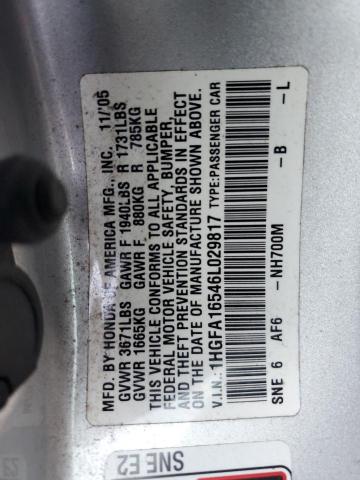 MFD. BY HONDA OF AMERICA MFG., INC. 11/'05
GVWR 3671LBS GAWR F 1940LBS R 1731LBS
GVWR 1665KG GAWR F 880KG R 785KG
THIS VEHICLE CONFORMS TO ALL APPLICABLE
FEDERAL MOTOR VEHICLE SAFETY, BUMPER,
AND THEFT PREVENTION STANDARDS IN EFFECT
ON THE DATE OF MANUFACTURE SHOWN ABOVE.
V.I.N.: 1HGFA16546L029817 TYPE:PASSENGER CAR
SNE 6 AF6 -NH700M -B -L
SNE E2